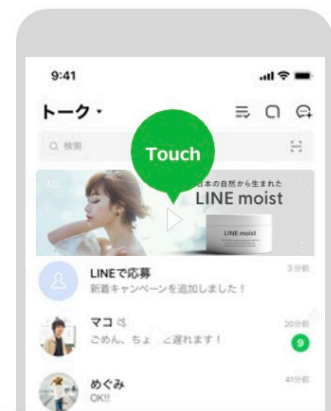 9:41
トーク
検索
Touch
AD
日本の自然から生まれた
LINE moist
LINE moist
LINEで応募
3分前
新着キャンペーンを追加しました！
マコ
20分前
ごめん、ちょ
遅れます！
9
めぐみ
41分前
OK!!